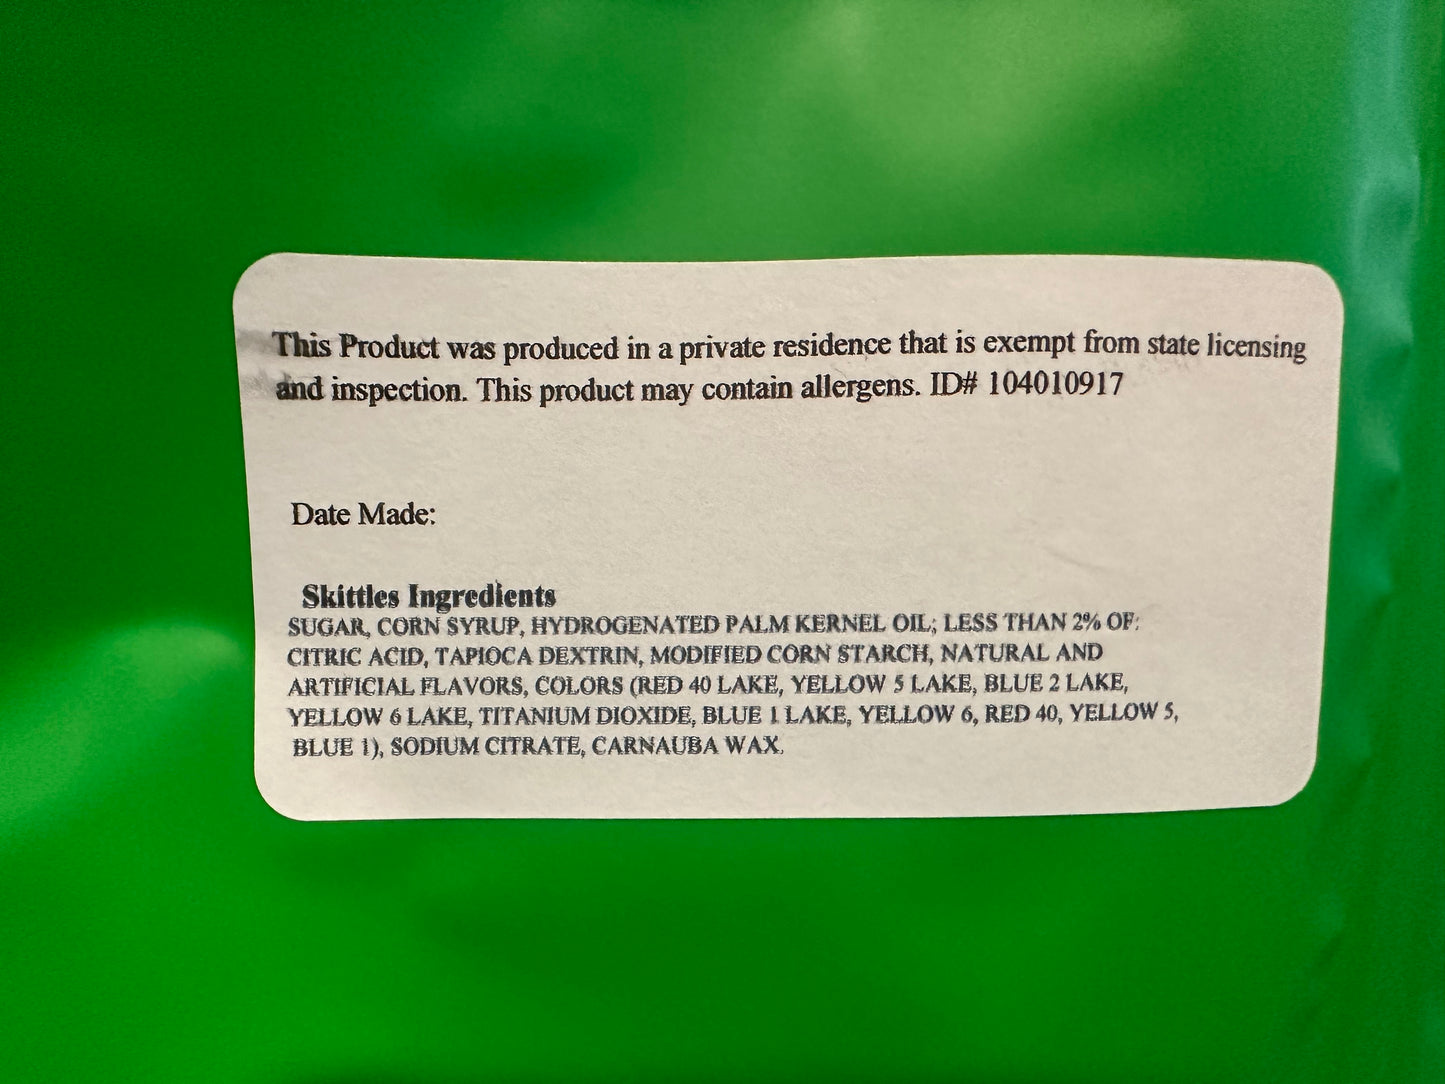 This Product was produced in a private residence that is exempt from state licensing
and inspection. This product may contain allergens. ID# 104010917
Date Made:
Skittles Ingredients
SUGAR, CORN SYRUP, HYDROGENATED PALM KERNEL OIL; LESS THAN 2% OF:
CITRIC ACID, TAPIOCA DEXTRIN, MODIFIED CORN STARCH, NATURAL AND
ARTIFICIAL FLAVORS, COLORS (RED 40 LAKE, YELLOW 5 LAKE, BLUE 2 LAKE,
YELLOW 6 LAKE, TITANIUM DIOXIDE, BLUE 1 LAKE, YELLOW 6, RED 40, YELLOW 5,
BLUE 1), SODIUM CITRATE, CARNAUBA WAX.